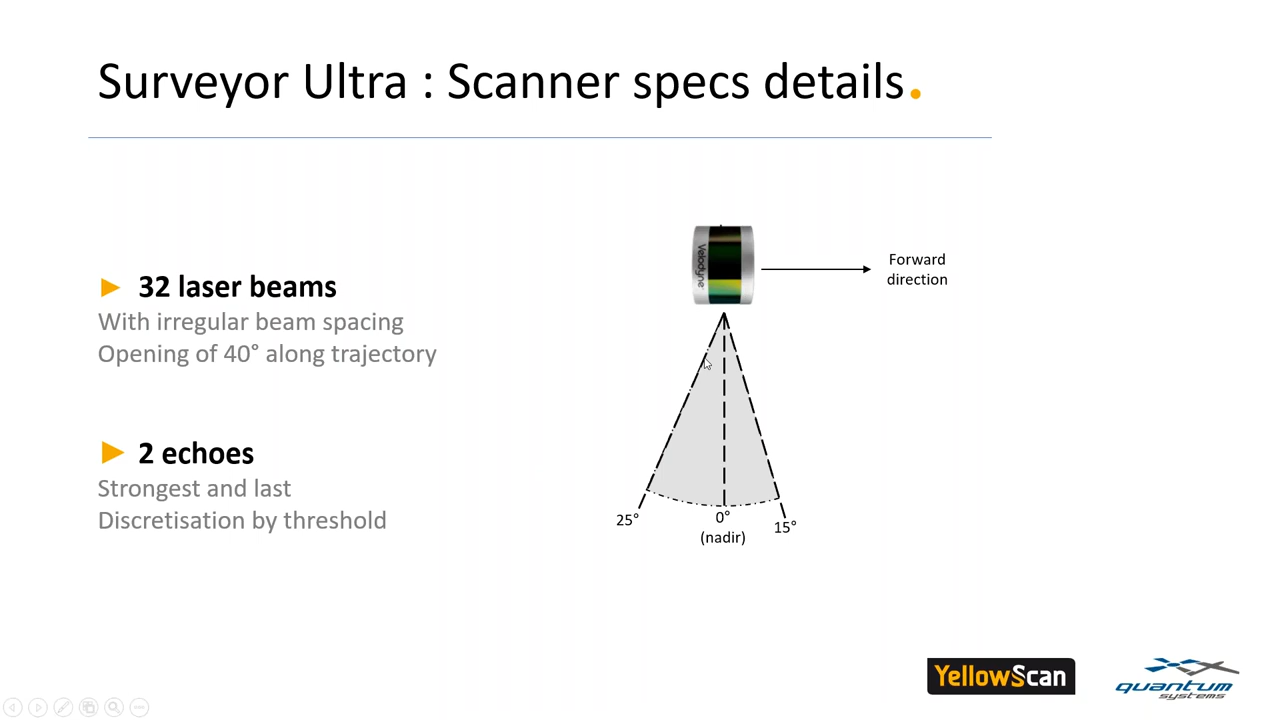 Surveyor Ultra : Scanner specs details.
► 32 laser beams
With irregular beam spacing
Opening of 40° along trajectory
► 2 echoes
Strongest and last
Discretisation by threshold
Velodyne
Forward
direction
25°
0°
(nadir)
15°
YellowScan
quantum
systems